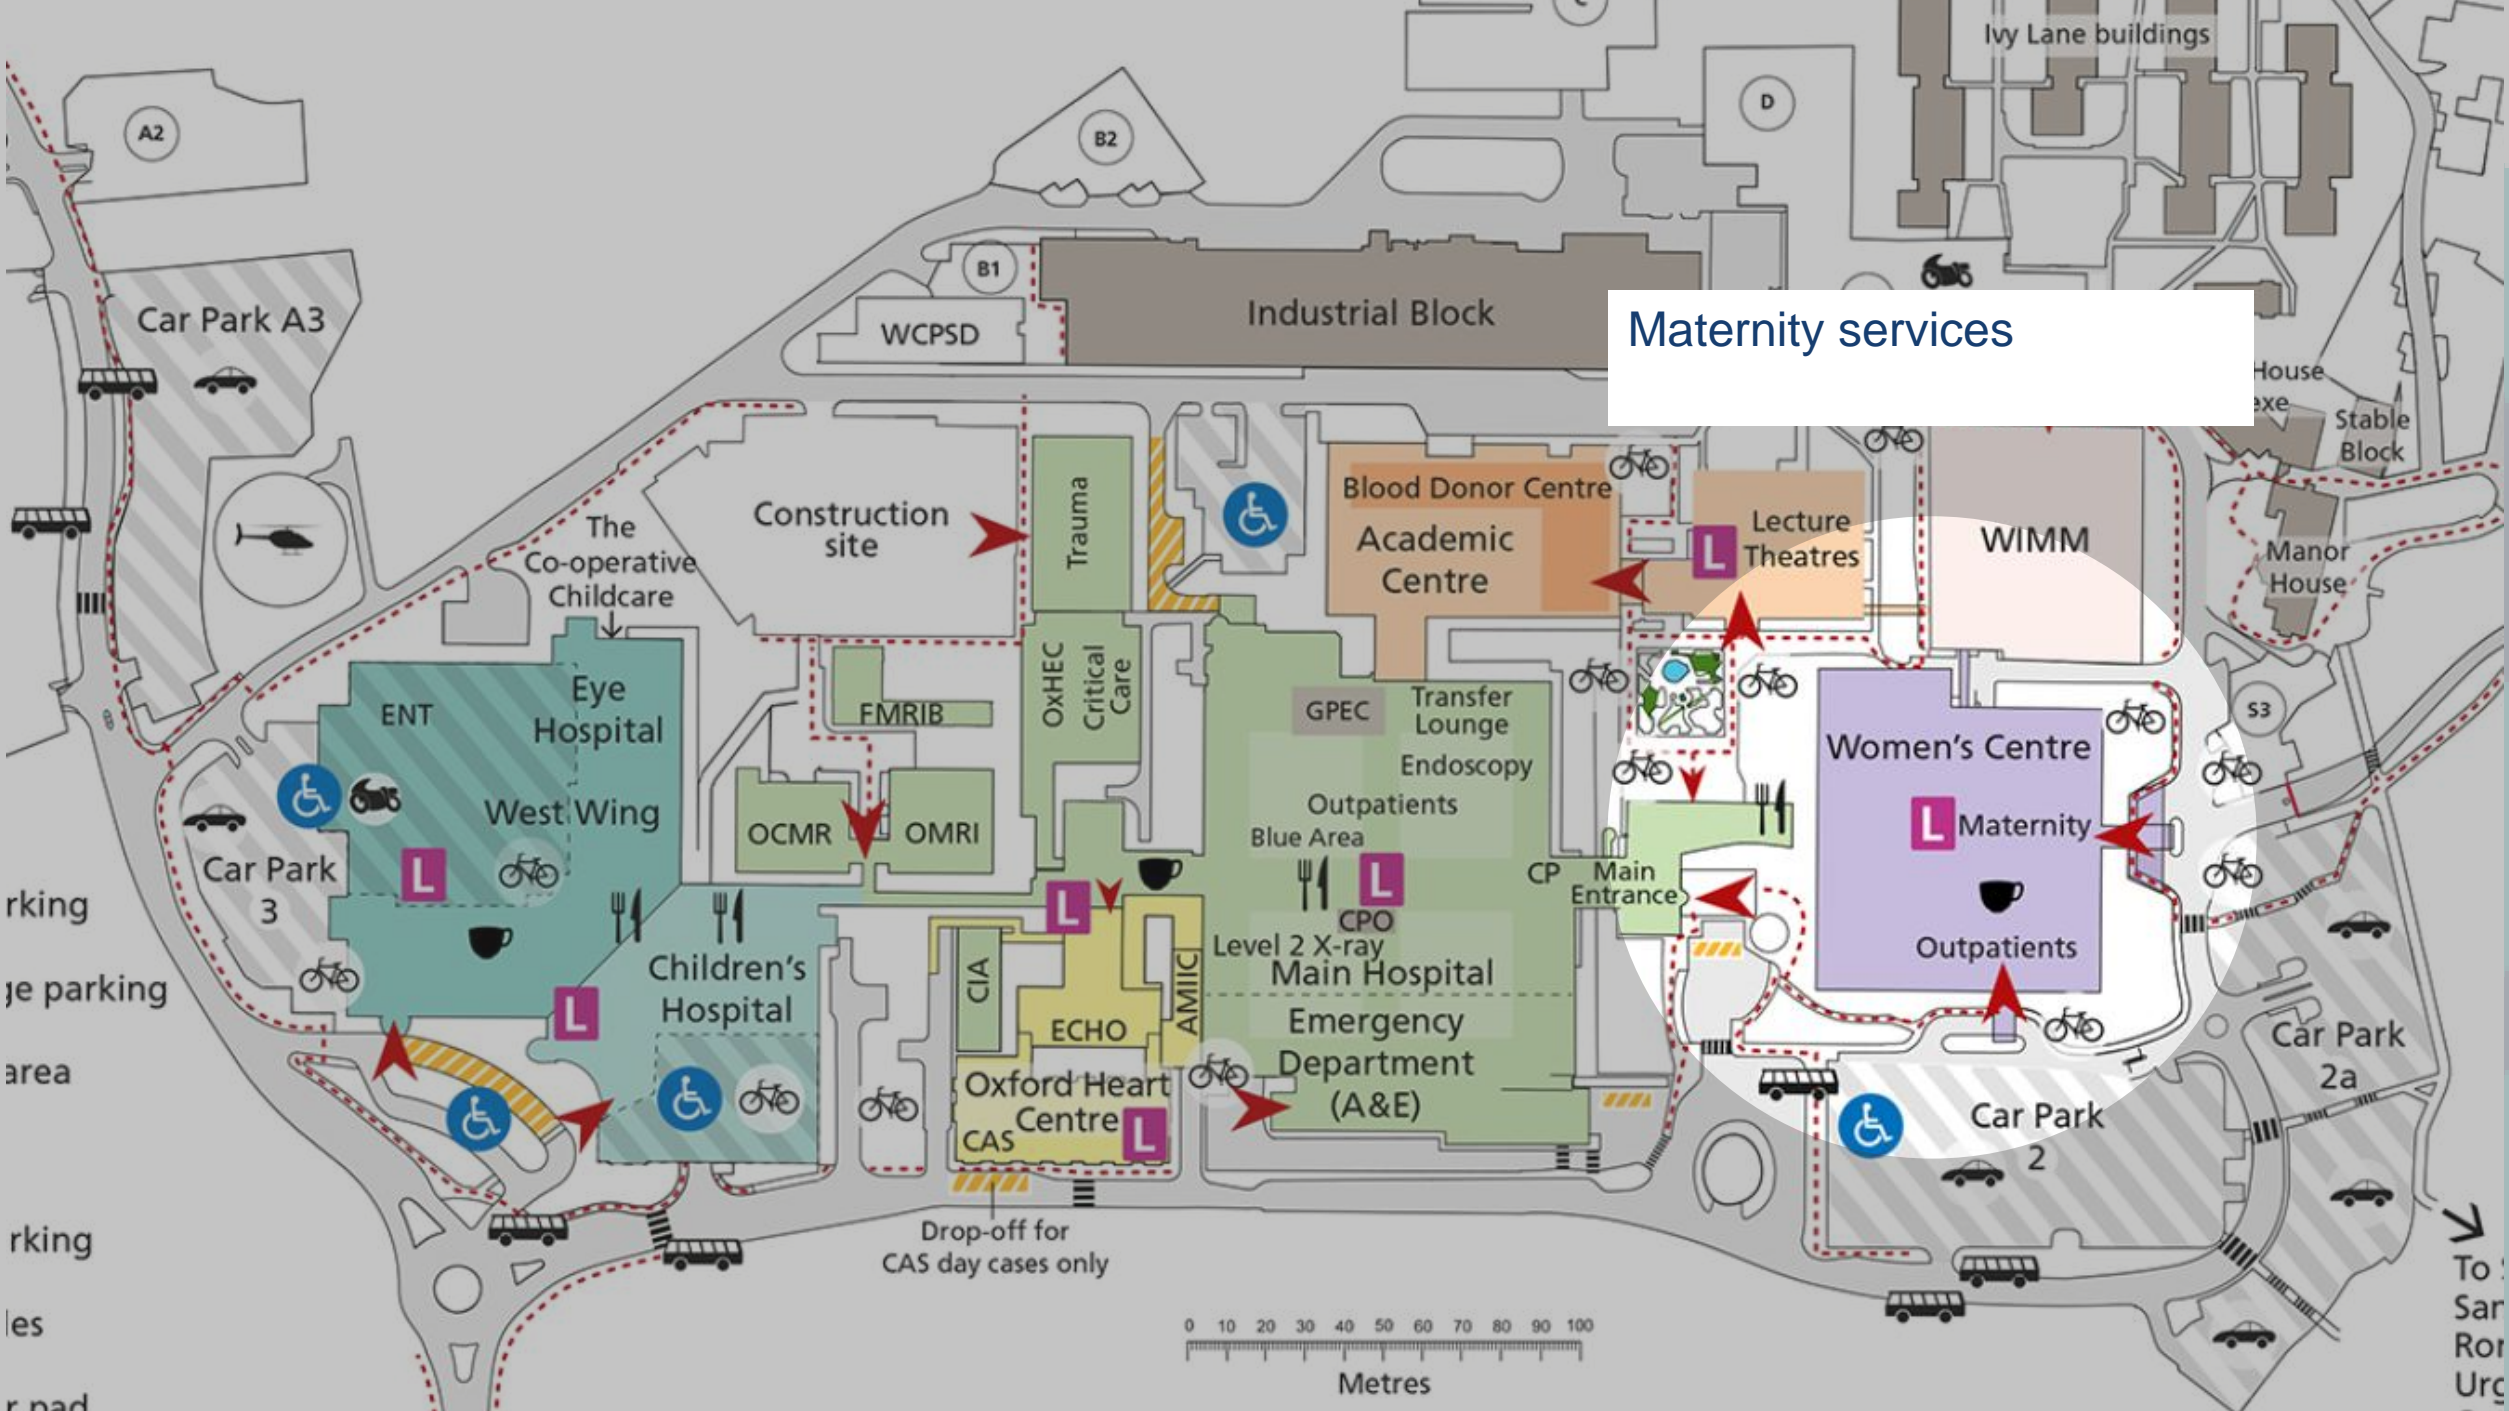 Ivy Lane buildings
C
D
A2
B2
B1
Car Park A3
WCPSD
Industrial Block
Maternity services
House
exe
Stable
Block
Trauma
Blood Donor Centre
Academic
Centre
L
Lecture
Theatres
WIMM
Manor
House
Construction
site
The
Co-operative
Childcare
ENT
Eye
Hospital
West Wing
L
Car Park
3
FMRIB
OxHEC
Critical
Care
OCMR
OMRI
GPEC
Transfer
Lounge
Endoscopy
Outpatients
Blue Area
L
CPO
Level 2 X-ray
Main Hospital
CP
Main
Entrance
Women's Centre
L
Maternity
Outpatients
S3
rking
ge parking
area
rking
les
r pad
Children's
Hospital
L
L
CIA
AMIIC
ECHO
Oxford Heart
Centre
CAS
L
Emergency
Department
(A&E)
Car Park
2
Car Park
2a
Drop-off for
CAS day cases only
0 10 20 30 40 50 60 70 80 90 100
Metres
To
San
Ror
Urg